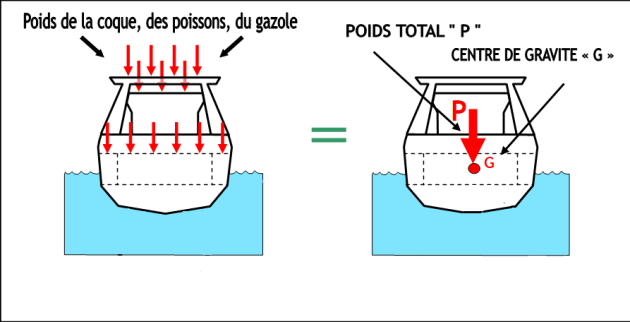 Poids de la coque, des poissons, du gazole
POIDS TOTAL " P "
CENTRE DE GRAVITE « G »
=
P
G